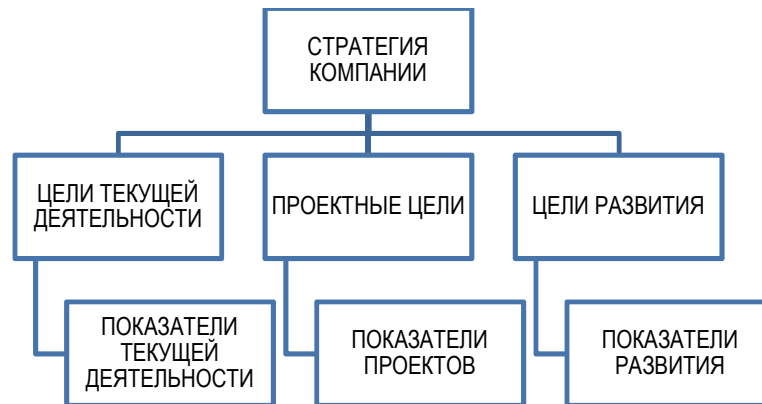 СТРАТЕГИЯ
КОМПАНИИ
ЦЕЛИ ТЕКУЩЕЙ
ДЕЯТЕЛЬНОСТИ
ПРОЕКТНЫЕ ЦЕЛИ
ЦЕЛИ РАЗВИТИЯ
ПОКАЗАТЕЛИ
ТЕКУЩЕЙ
ДЕЯТЕЛЬНОСТИ
ПОКАЗАТЕЛИ
ПРОЕКТОВ
ПОКАЗАТЕЛИ
РАЗВИТИЯ